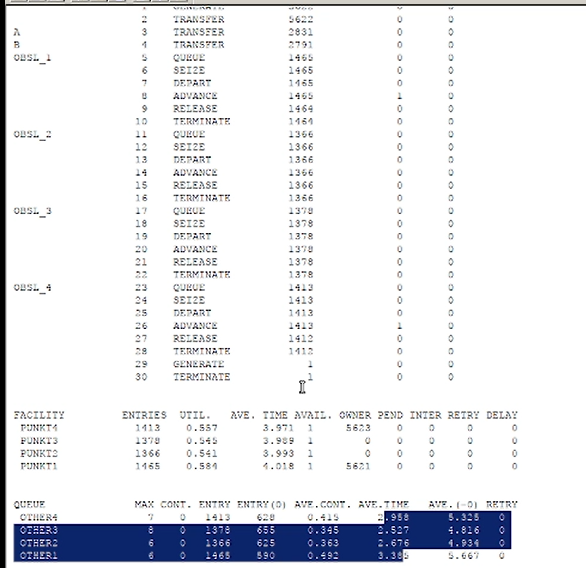 1 GENERATE 5622 0 0
2 TRANSFER 5622 0 0
A 3 TRANSFER 2831 0 0
B 4 TRANSFER 2791 0 0
OBSL_1 5 QUEUE 1465 0 0
6 SEIZE 1465 0 0
7 DEPART 1465 0 0
8 ADVANCE 1465 1 0
9 RELEASE 1464 0 0
10 TERMINATE 1464 0 0
OBSL_2 11 QUEUE 1366 0 0
12 SEIZE 1366 0 0
13 DEPART 1366 0 0
14 ADVANCE 1366 0 0
15 RELEASE 1366 0 0
16 TERMINATE 1366 0 0
OBSL_3 17 QUEUE 1378 0 0
18 SEIZE 1378 0 0
19 DEPART 1378 0 0
20 ADVANCE 1378 0 0
21 RELEASE 1378 0 0
22 TERMINATE 1378 0 0
OBSL_4 23 QUEUE 1413 0 0
24 SEIZE 1413 0 0
25 DEPART 1413 0 0
26 ADVANCE 1413 1 0
27 RELEASE 1412 0 0
28 TERMINATE 1412 0 0
29 GENERATE 1 0 0
30 TERMINATE 1 0 0
FACILITY ENTRIES UTIL. AVE. TIME AVAIL. OWNER PEND INTER RETRY DELAY
PUNKT4 1413 0.557 3.971 1 5623 0 0 0 0
PUNKT3 1378 0.545 3.989 1 0 0 0 0 0
PUNKT2 1366 0.541 3.993 1 0 0 0 0 0
PUNKT1 1465 0.584 4.018 1 5621 0 0 0 0
QUEUE MAX CONT. ENTRY ENTRY(0) AVE.CONT. AVE.TIME AVE.(-0) RETRY
OTHER4 7 0 1413 628 0.415 2.958 5.325 0
OTHER3 8 0 1378 655 0.345 2.527 4.816 0
OTHER2 6 0 1366 625 0.363 2.676 4.934 0
OTHER1 6 0 1465 590 0.492 3.385 5.667 0